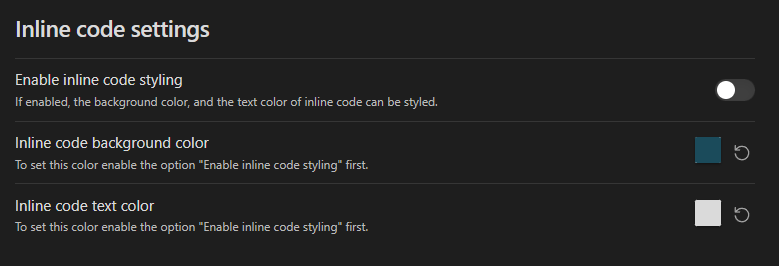 Inline code settings
Enable inline code styling
If enabled, the background color, and the text color of inline code can be styled.
Inline code background color
To set this color enable the option "Enable inline code styling" first.
Inline code text color
To set this color enable the option "Enable inline code styling" first.